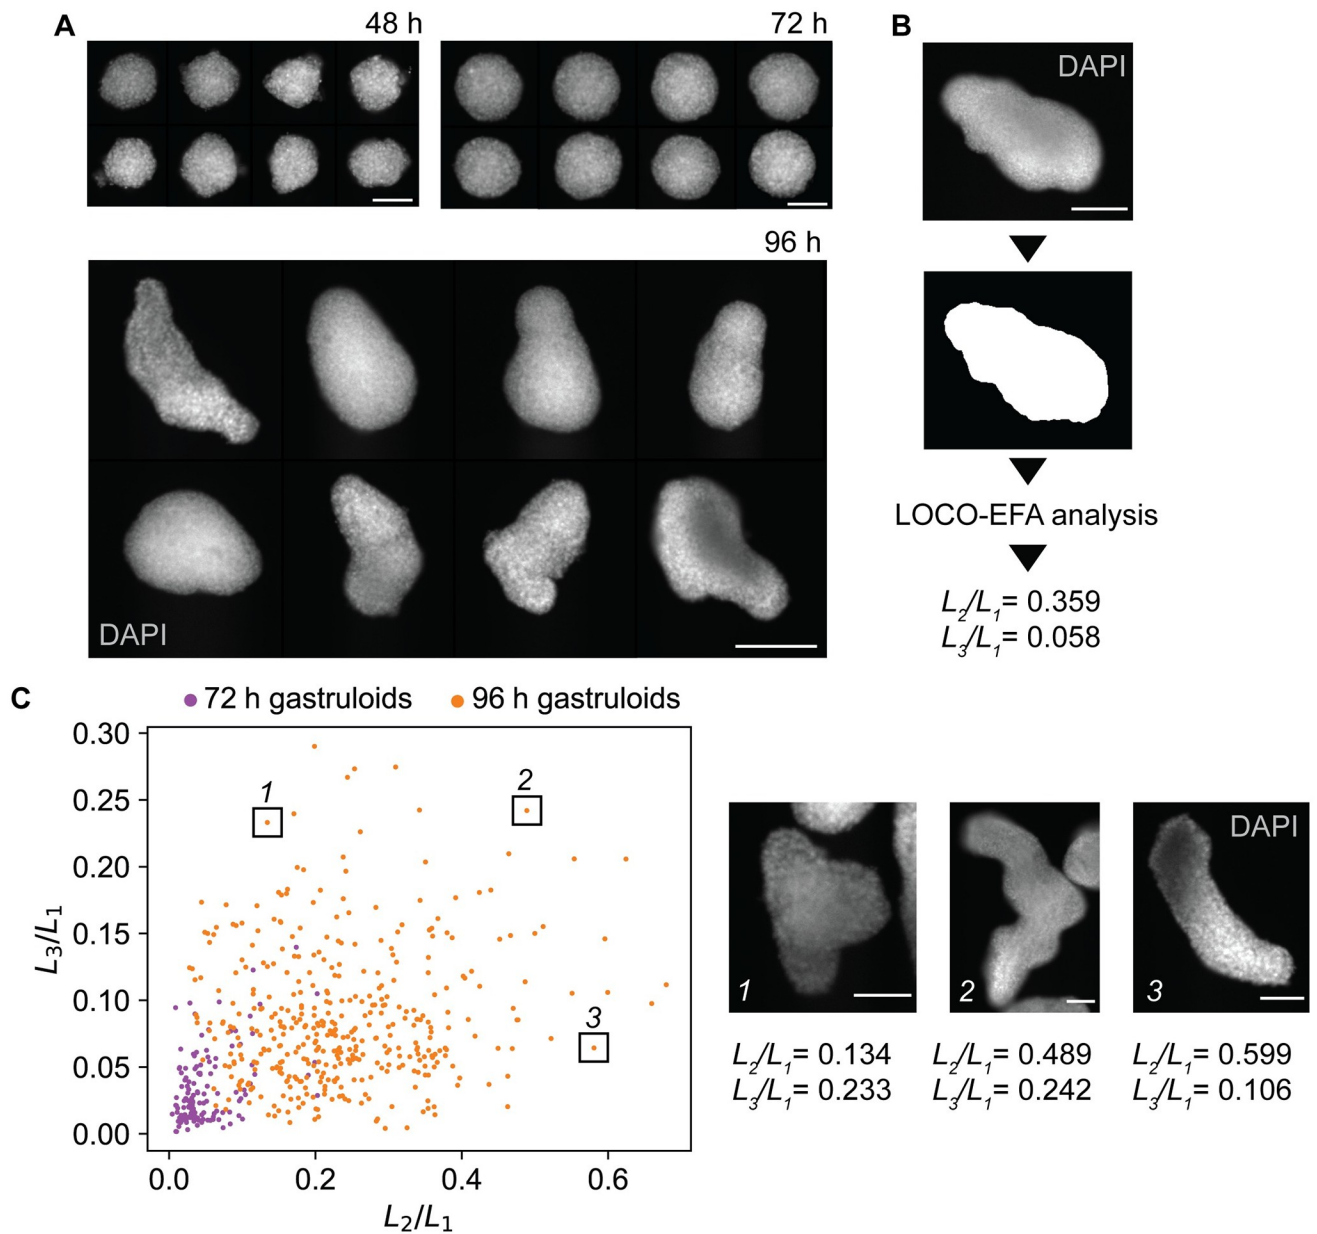 A
48 h
72 h
96 h
DAPI
B
DAPI
LOCO-EFA analysis
L2/L1= 0.359
L3/L1= 0.058
C
72 h gastruloids
96 h gastruloids
0.30
0.25
0.20
0.15
0.10
0.05
0.00
L3/L1
0.0 0.2 0.4 0.6
L2/L1
1
2
3
1
2
DAPI
3
L2/L1= 0.134
L3/L1= 0.233
L2/L1= 0.489
L3/L1= 0.242
L2/L1= 0.599
L3/L1= 0.106